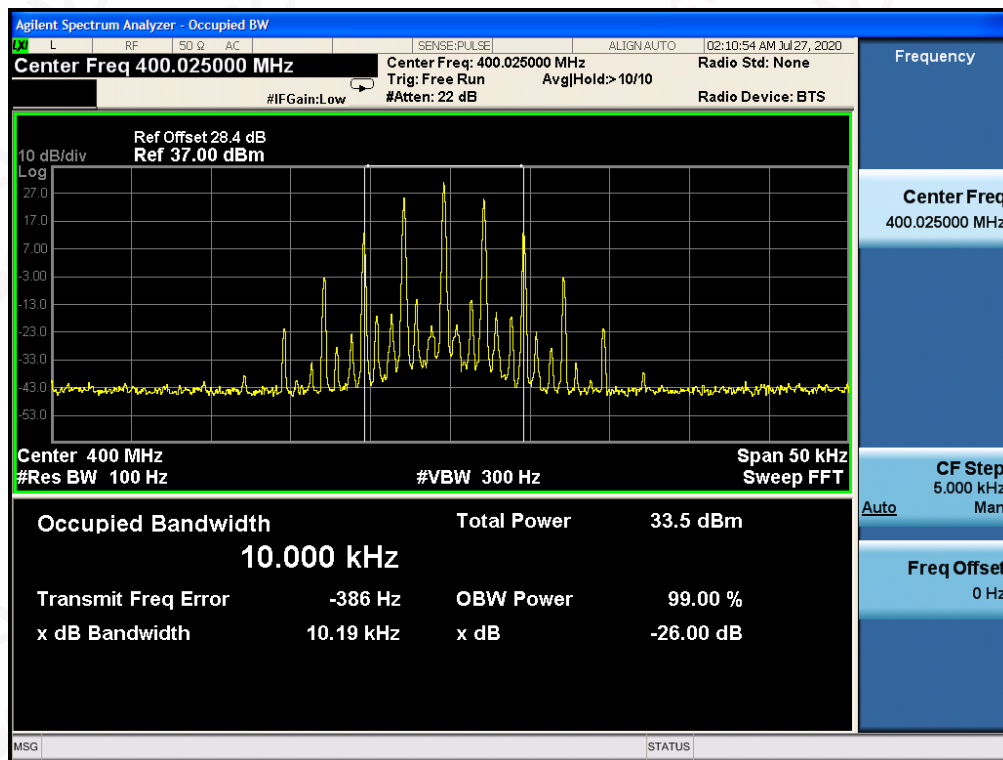 Agilent Spectrum Analyzer - Occupied BW
LXI L RF 50 Ω AC SENSE:PULSE ALIGN AUTO 02:10:54 AM Jul 27, 2020
Center Freq 400.025000 MHz
Center Freq: 400.025000 MHz
Radio Std: None
Trig: Free Run Avg|Hold:>10/10
#IFGain:Low
#Atten: 22 dB
Radio Device: BTS
Ref Offset 28.4 dB
10 dB/div Ref 37.00 dBm
Log
27.0
17.0
7.00
-3.00
-13.0
-23.0
-33.0
-43.0
-53.0
Center 400 MHz Span 50 kHz
#Res BW 100 Hz #VBW 300 Hz Sweep FFT
Occupied Bandwidth Total Power 33.5 dBm
10.000 kHz
Transmit Freq Error -386 Hz OBW Power 99.00 %
x dB Bandwidth 10.19 kHz x dB -26.00 dB
MSG STATUS
Frequency
Center Freq
400.025000 MHz
CF Step
5.000 kHz
Auto Man
Freq Offset
0 Hz